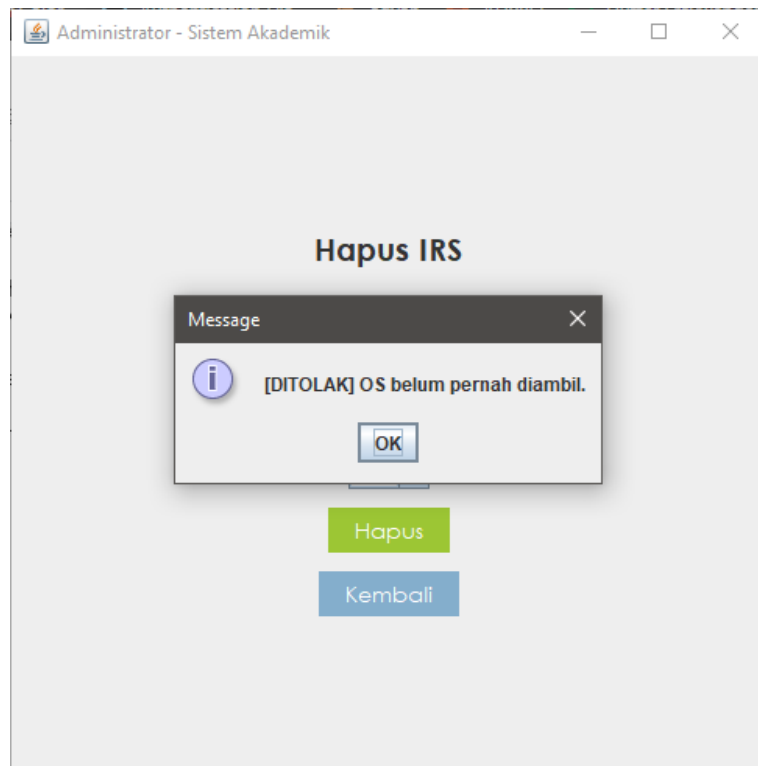 Administrator - Sistem Akademik
Hapus IRS
Message
[DITOLAK] OS belum pernah diambil.
OK
Hapus
Kembali